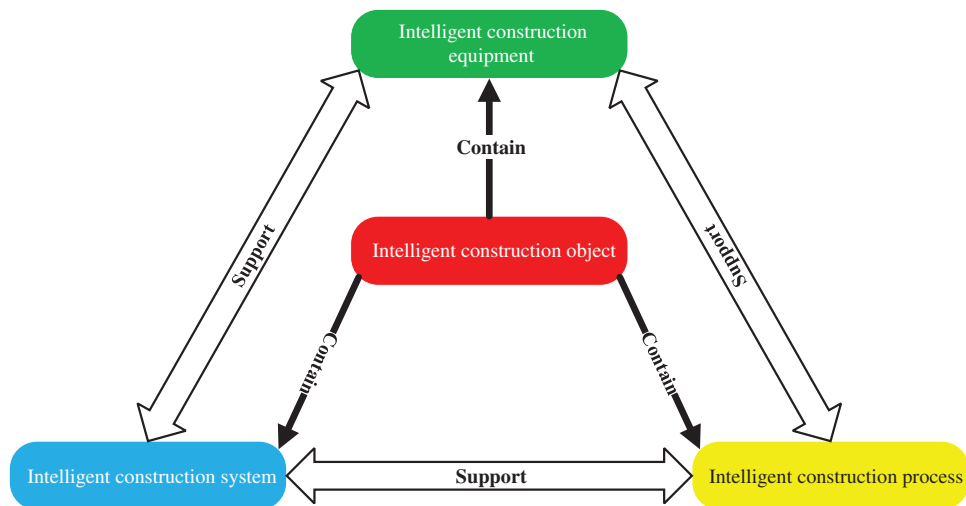 Intelligent construction
equipment
Contain
Support
Support
Intelligent construction object
Contain
Contain
Intelligent construction system
Support
Intelligent construction process